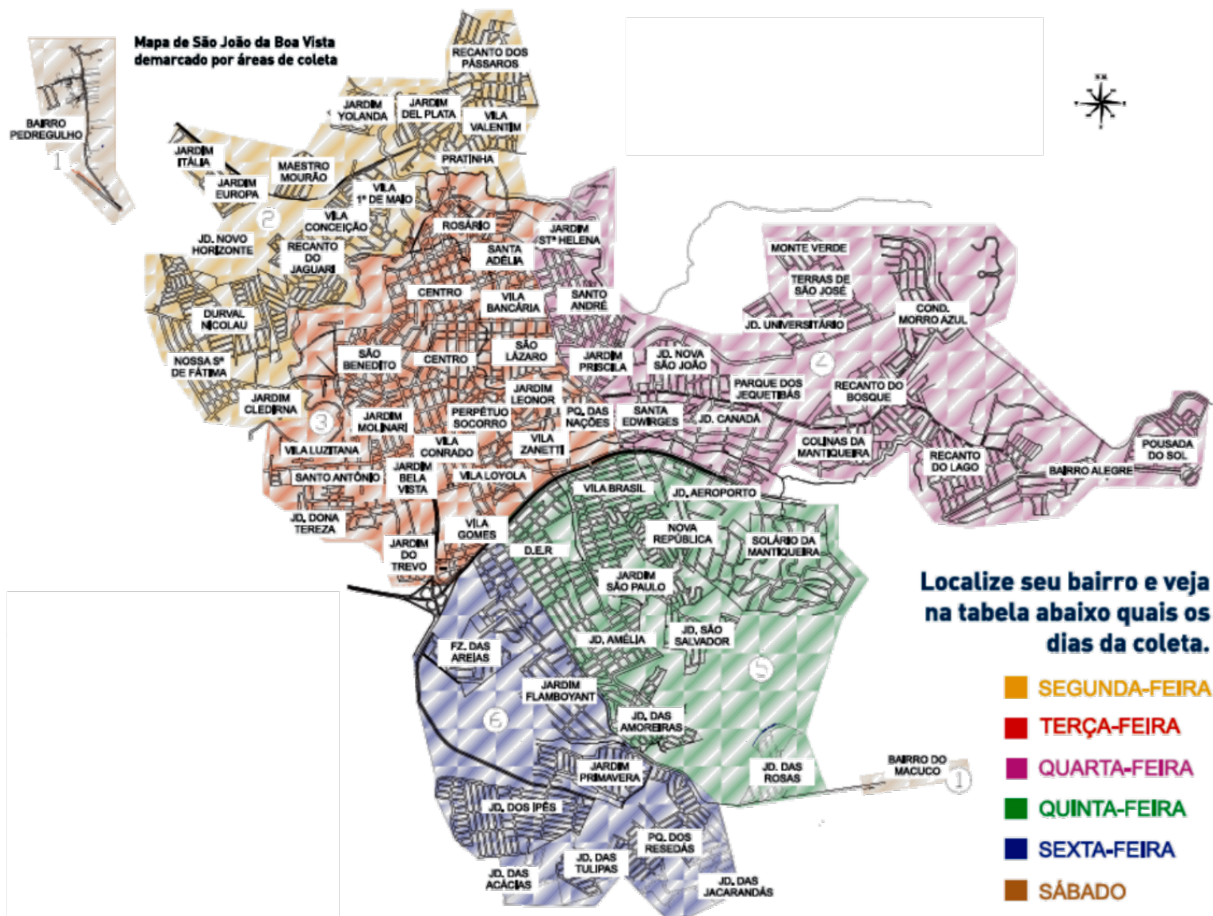 Mapa de São João da Boa Vista
demarcado por áreas de coleta
RECANTO DOS
PÁSSAROS
BAIRRO
PEDREGULHO
1
JARDIM
YOLANDA
JARDIM
DEL PLATA
VILA
VALENTIM
JARDIM
ITÁLIA
MAESTRO
MOURÃO
PRATINHA
JARDIM
EUROPA
VILA
1º DE MAIO
2
VILA
CONCEIÇÃO
ROSÁRIO
JARDIM
STª HELENA
JD. NOVO
HORIZONTE
RECANTO
DO
JAGUARI
SANTA
ADÉLIA
MONTE VERDE
TERRAS DE
SÃO JOSÉ
CENTRO
VILA
BANCÁRIA
SANTO
ANDRÉ
DURVAL
NICOLAU
JD. UNIVERSITÁRIO
COND.
MORRO AZUL
NOSSA Sª
DE FÁTIMA
SÃO
BENEDITO
CENTRO
SÃO
LÁZARO
JARDIM
PRISCILA
JD. NOVA
SÃO JOÃO
4
PARQUE DOS
JEQUETIBÁS
RECANTO DO
BOSQUE
JARDIM
CLEDIRNA
3
JARDIM
MOLINARI
PERPÉTUO
SOCORRO
JARDIM
LEONOR
PQ. DAS
NAÇÕES
SANTA
EDWIRGES
JD. CANADÁ
VILA LUZITANA
VILA
CONRADO
VILA
ZANETTI
COLINAS DA
MANTIQUEIRA
RECANTO
DO LAGO
BAIRRO ALEGRE
POUSADA
DO SOL
SANTO ANTÔNIO
JARDIM
BELA
VISTA
VILA LOYOLA
VILA BRASIL
JD. AEROPORTO
JD. DONA
TEREZA
VILA
GOMES
D.E.R
NOVA
REPÚBLICA
SOLÁRIO DA
MANTIQUEIRA
JARDIM
DO
TREVO
JARDIM
SÃO PAULO
JD. AMÉLIA
JD. SÃO
SALVADOR
5
FZ. DAS
AREIAS
JARDIM
FLAMBOYANT
6
JD. DAS
AMOREIRAS
JARDIM
PRIMAVERA
JD. DAS
ROSAS
BAIRRO DO
MACUCO
1
JD. DOS IPÊS
PQ. DOS
RESEDÁS
JD. DAS
TULIPAS
JD. DAS
ACÁCIAS
JD. DAS
JACARANDÁS
Localize seu bairro e veja
na tabela abaixo quais os
dias da coleta.
SEGUNDA-FEIRA
TERÇA-FEIRA
QUARTA-FEIRA
QUINTA-FEIRA
SEXTA-FEIRA
SÁBADO